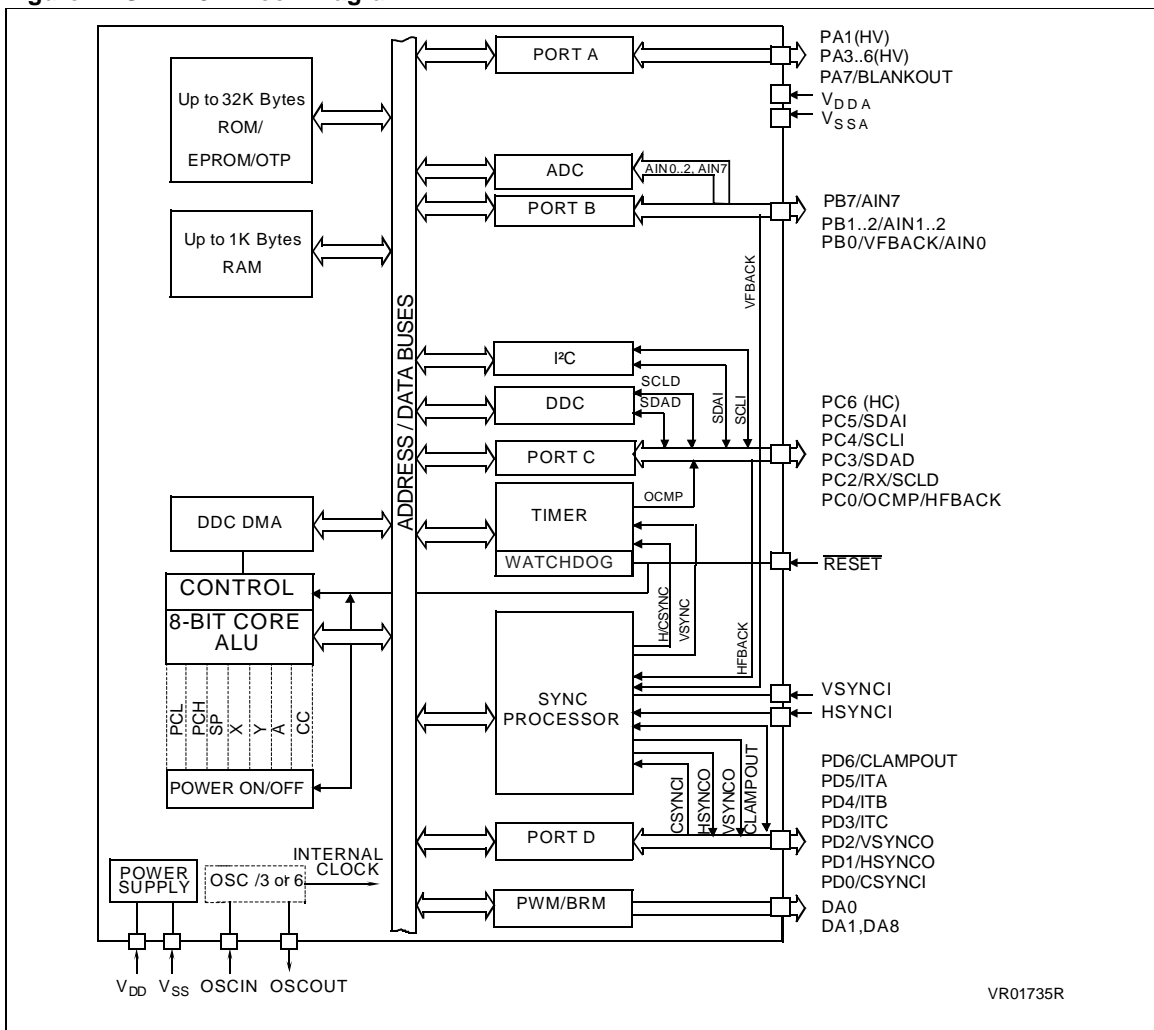 PORT A
PA1(HV)
PA3..6(HV)
PA7/BLANKOUT
VDDA
VSSA
Up to 32K Bytes
ROM/
EPROM/OTP
ADC
AIN0..2, AIN7
PORT B
PB7/AIN7
PB1..2/AIN1..2
PB0/VFBACK/AIN0
Up to 1K Bytes
RAM
VFBACK
ADDRESS / DATA BUSES
I²C
SCLD
DDC
SDAD
SDAI
SCLI
PORT C
PC6 (HC)
PC5/SDAI
PC4/SCLI
PC3/SDAD
PC2/RX/SCLD
PC0/OCMP/HFBACK
OCMP
DDC DMA
TIMER
WATCHDOG
RESET
CONTROL
8-BIT CORE
ALU
H/CSYNC
VSYNC
HFBACK
PCL
PCH
SP
X
Y
A
CC
POWER ON/OFF
SYNC
PROCESSOR
VSYNCI
HSYNCI
CSYNCI
HSYNCO
VSYNCO
CLAMPOUT
PORT D
PD6/CLAMPOUT
PD5/ITA
PD4/ITB
PD3/ITC
PD2/VSYNCO
PD1/HSYNCO
PD0/CSYNCI
POWER
SUPPLY
OSC /3 or 6
INTERNAL
CLOCK
PWM/BRM
DA0
DA1,DA8
VDD
VSS
OSCIN
OSCOUT
VR01735R